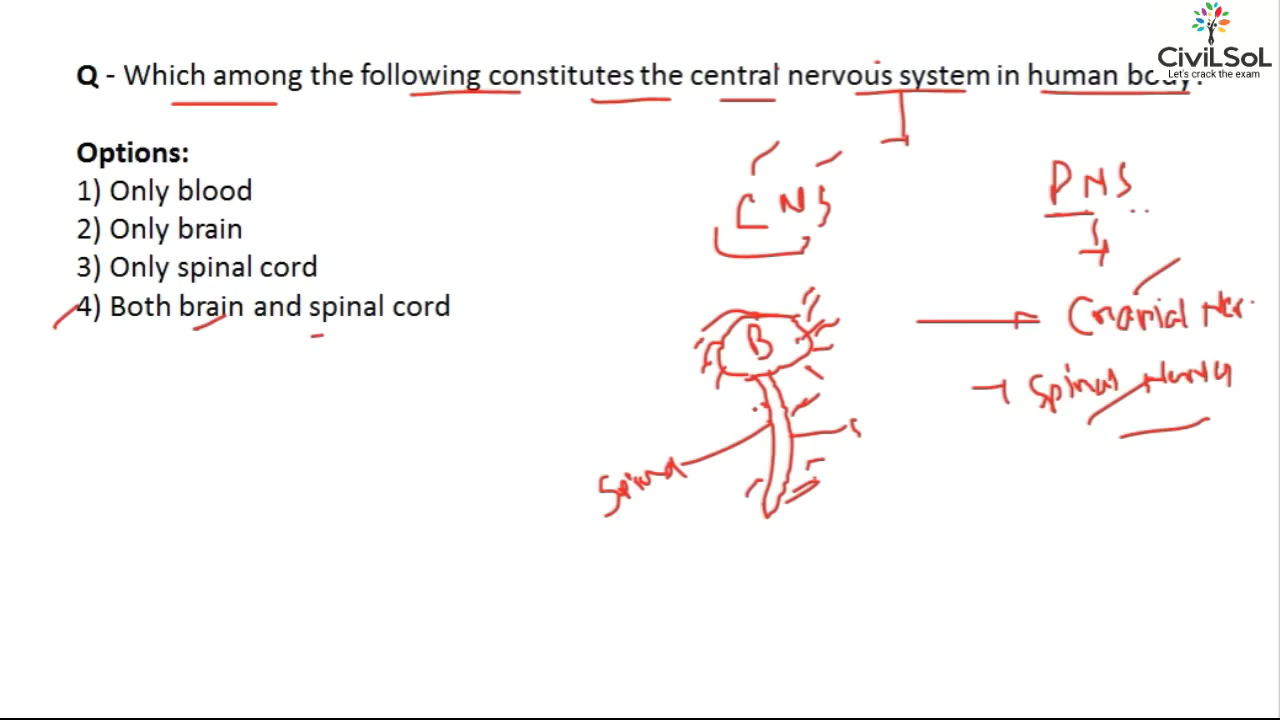 CiViLSoL
Let's crack the exam
Q - Which among the following constitutes the central nervous system in human body?
Options:
1) Only blood
2) Only brain
3) Only spinal cord
4) Both brain and spinal cord
CNS
PNS
B
Cranial Ner
Spinal
Spinal